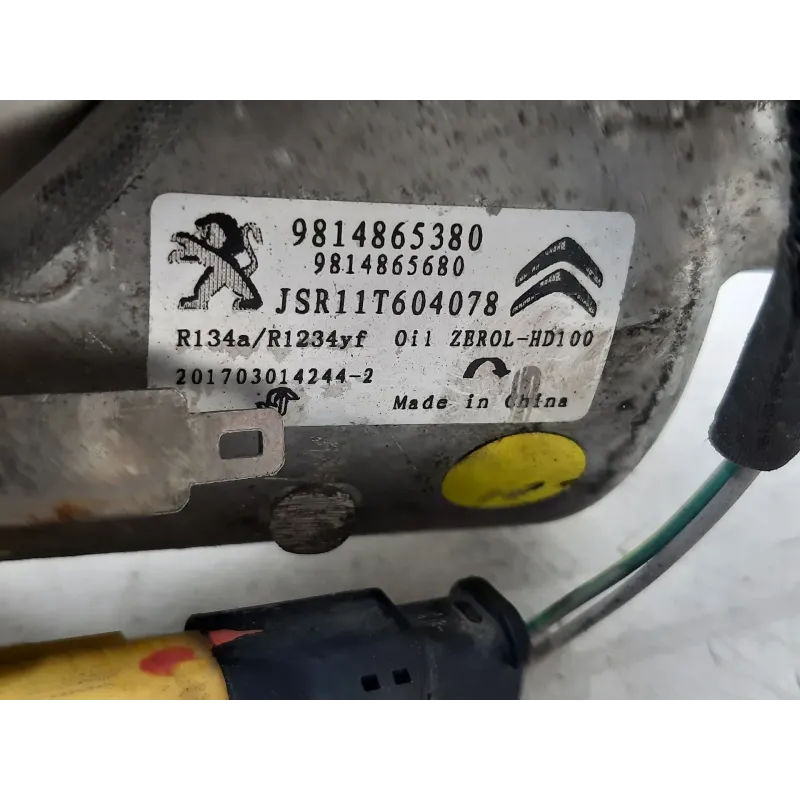 9814865380
9814865680
JSR11T604078
R134a/R1234yf Oil ZEROL-HD100
201703014244-2
Made in China